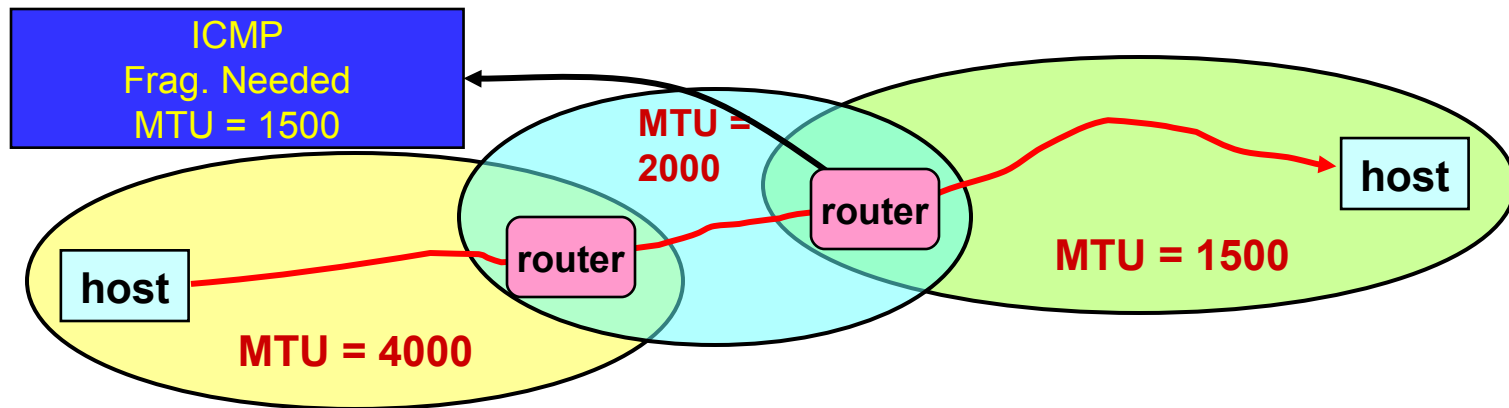 ICMP
Frag. Needed
MTU = 1500
MTU =
2000
host
router
router
host
MTU = 1500
MTU = 4000